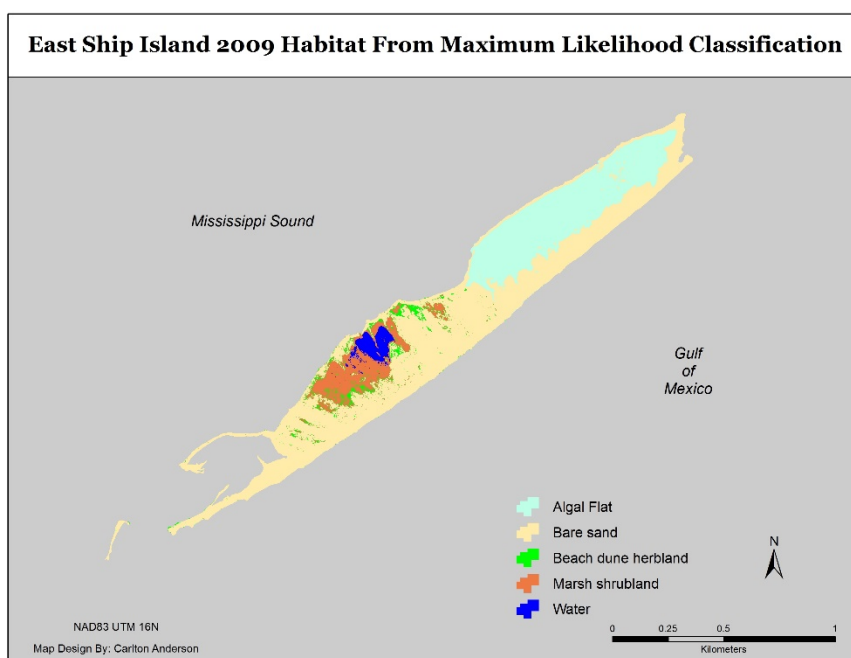 East Ship Island 2009 Habitat From Maximum Likelihood Classification
Mississippi Sound
Gulf
of
Mexico
Algal Flat
Bare sand
Beach dune herbland
Marsh shrubland
Water
N
NAD83 UTM 16N
Map Design By: Carlton Anderson
0 0.25 0.5 1
Kilometers